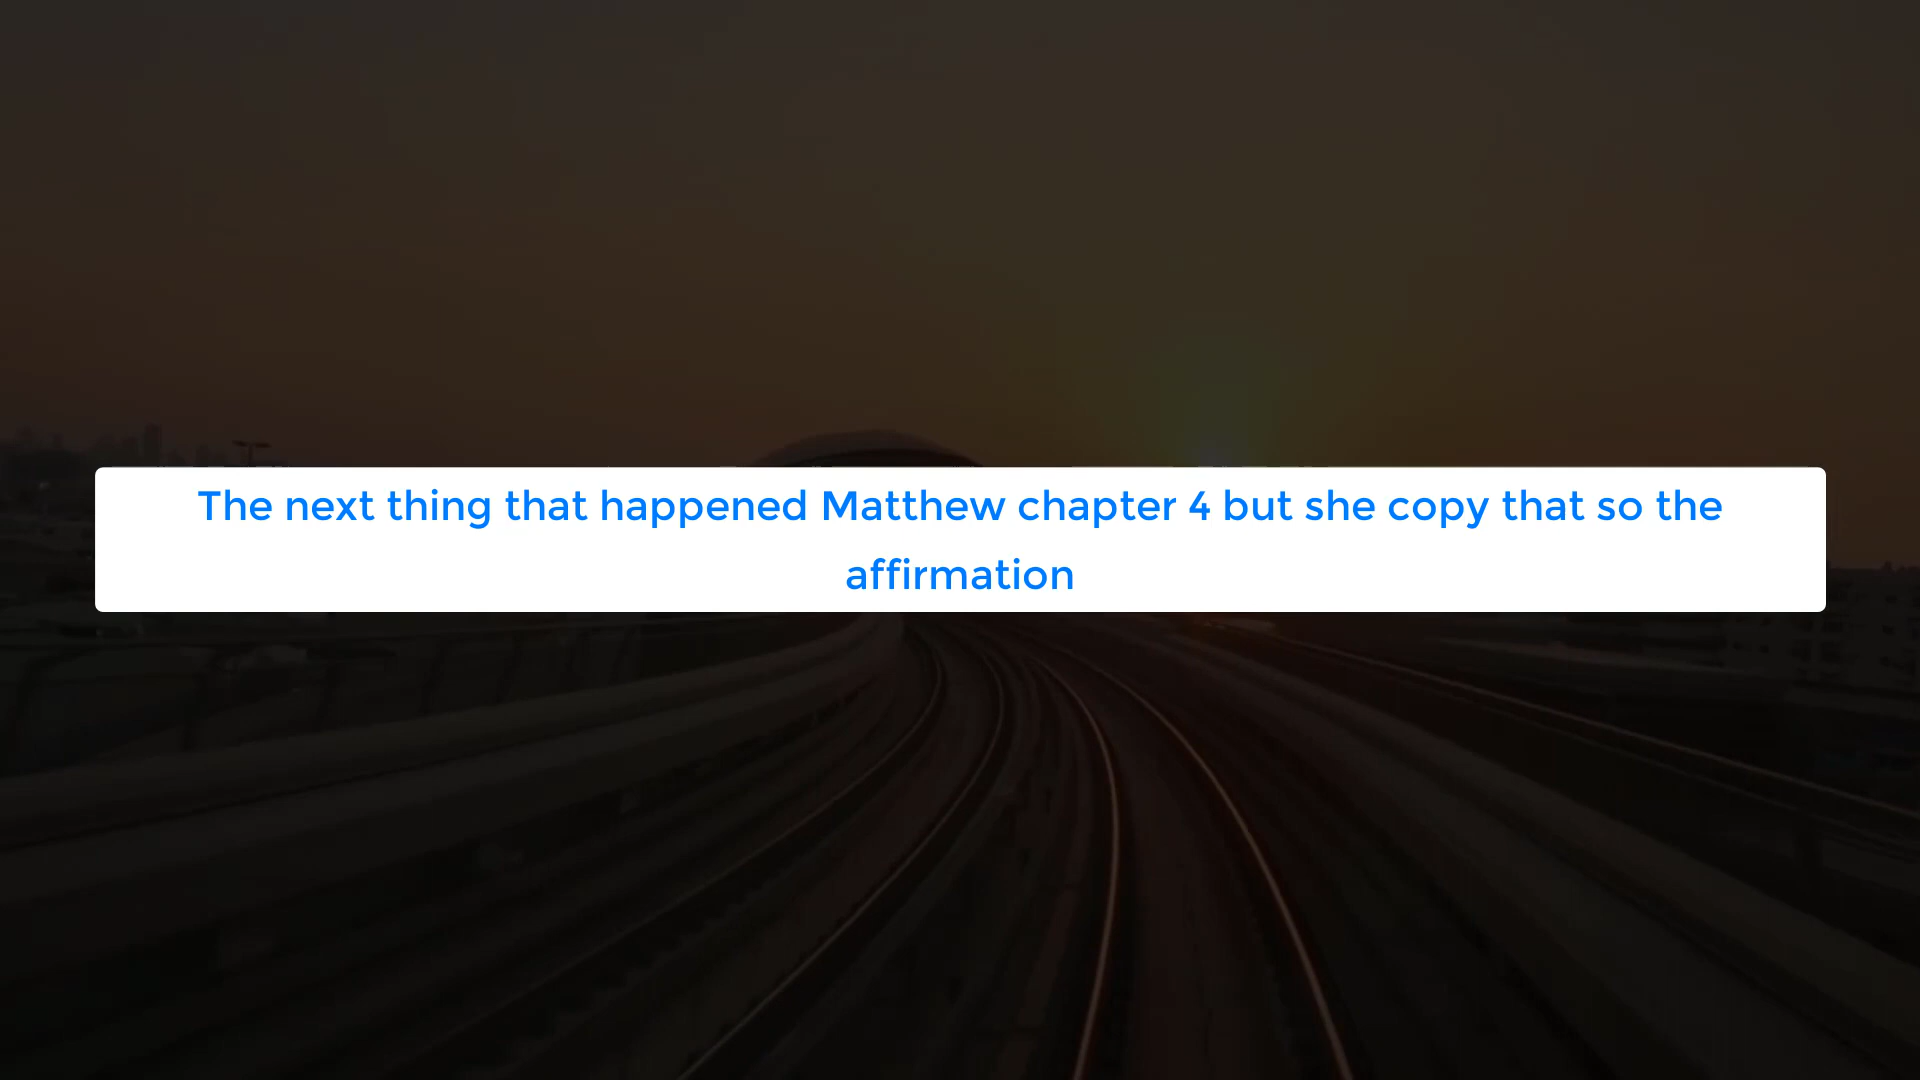 The next thing that happened Matthew chapter 4 but she copy that so the
affirmation